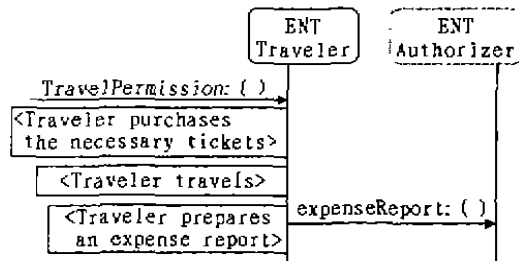 ENT
Traveler
ENT
Authorizer
TravelPermission: ( )
<Traveler purchases
the necessary tickets>
<Traveler travels>
<Traveler prepares
an expense report>
expenseReport: ( )